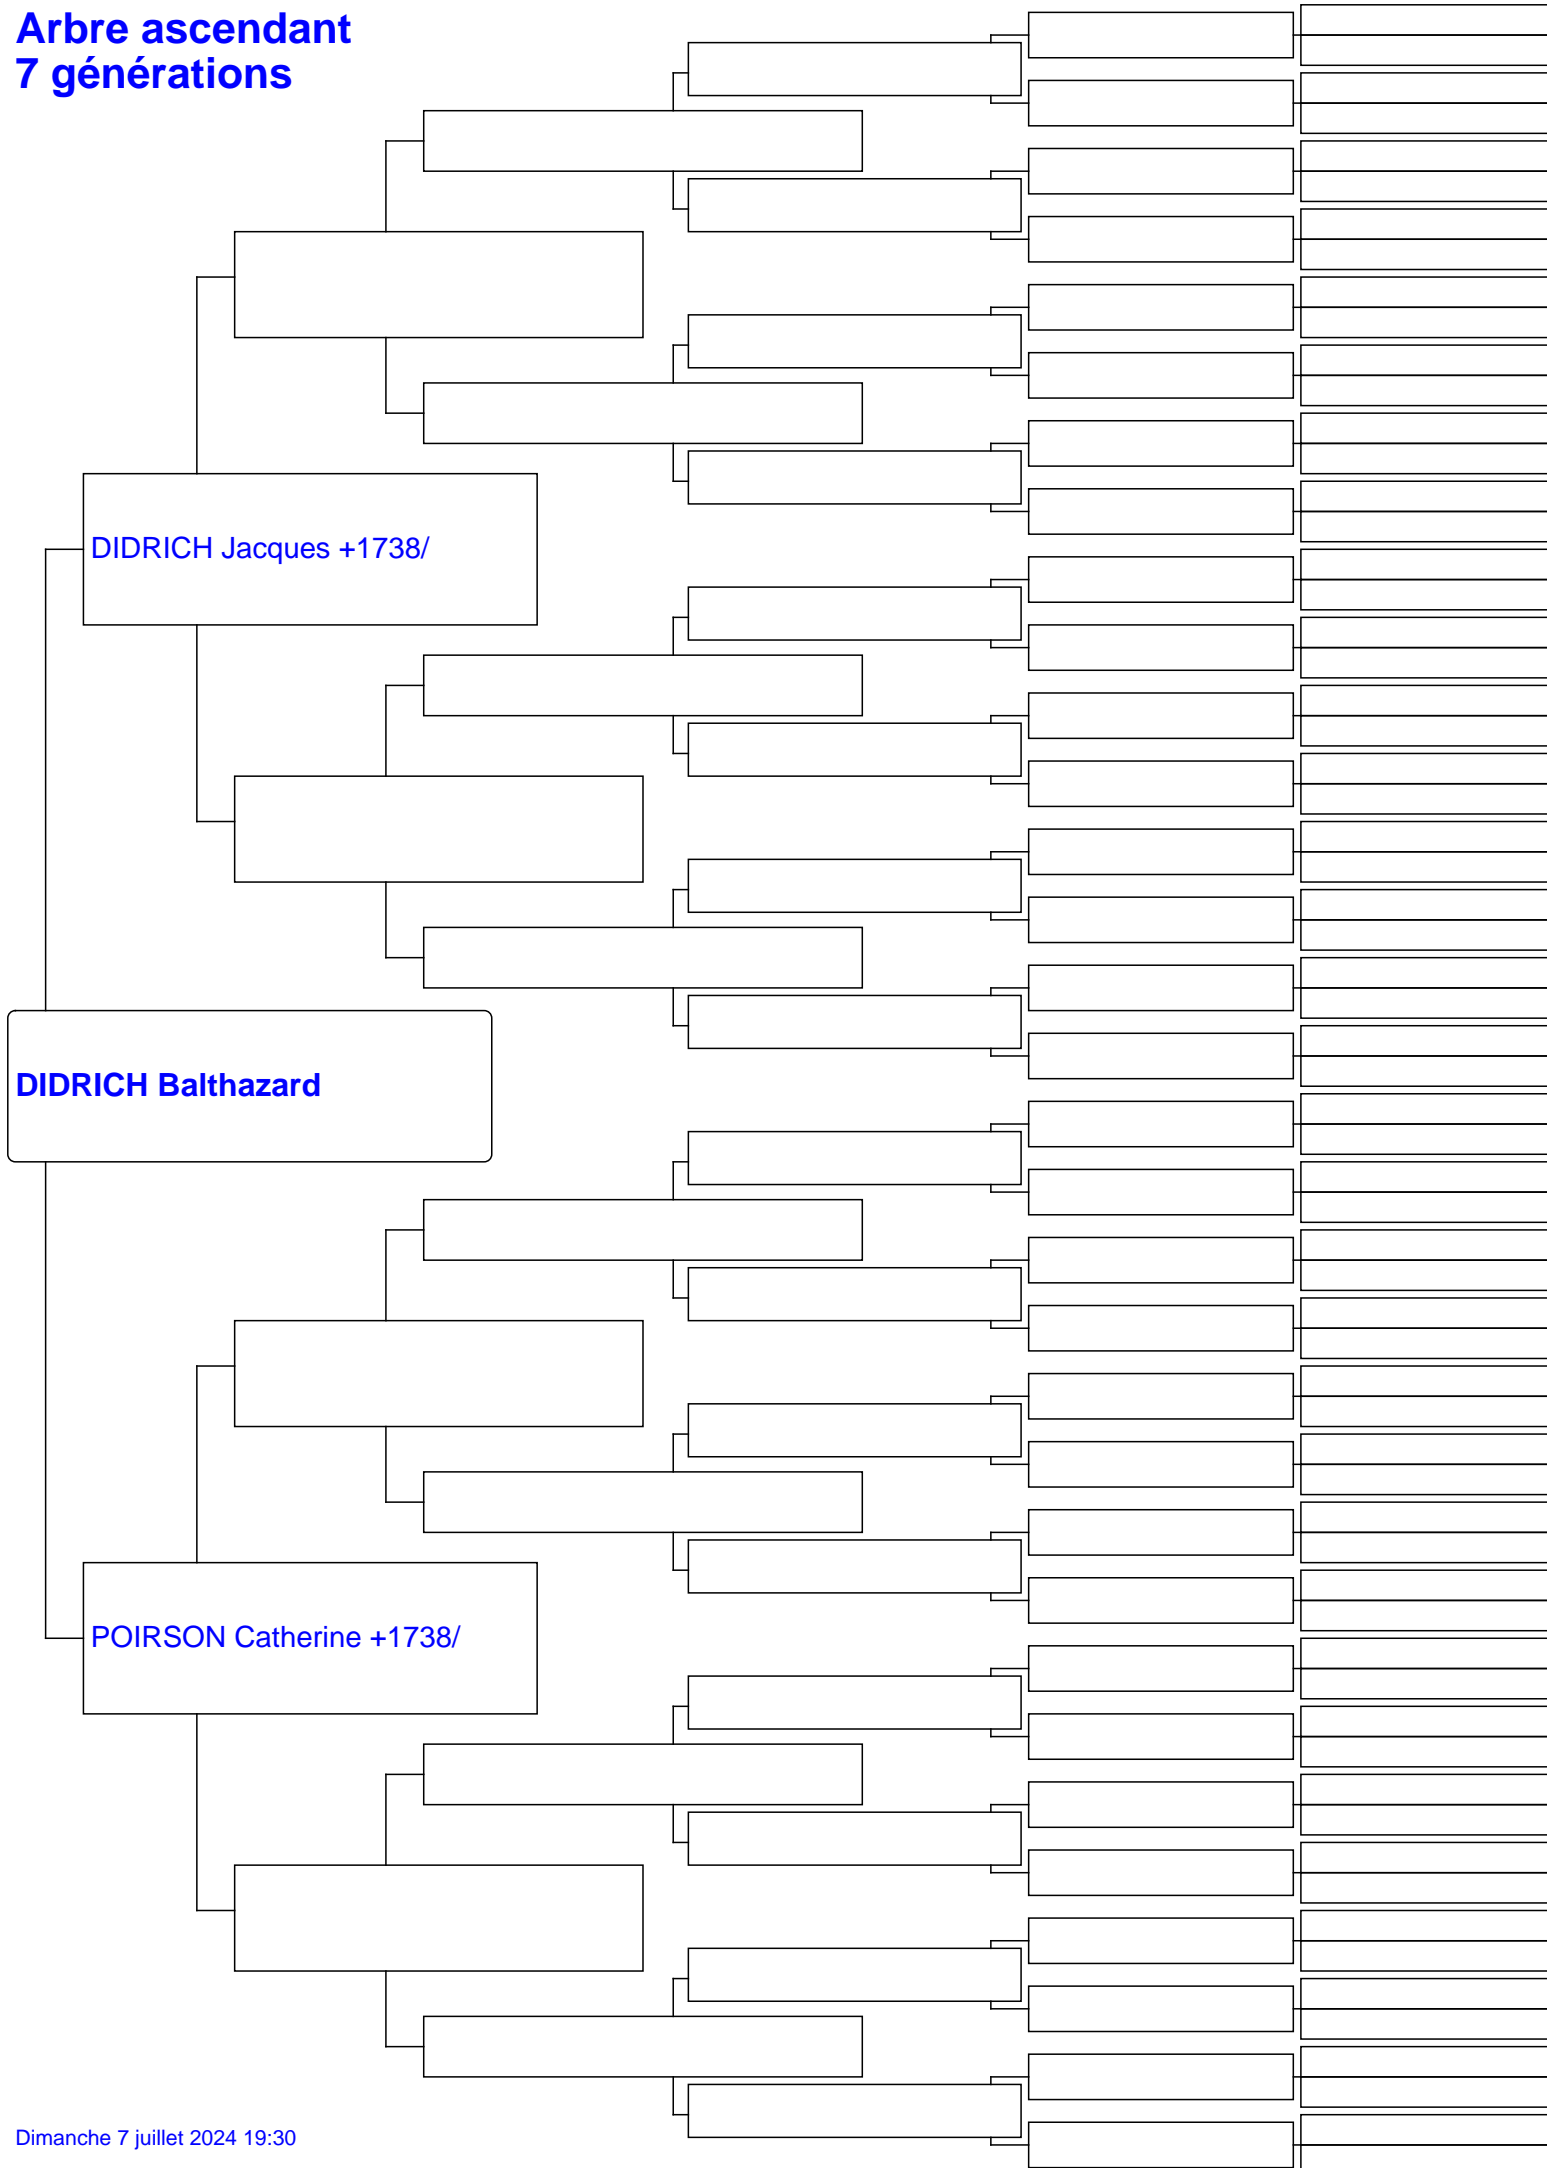 Arbre ascendant
7 générations
DIDRICH Jacques +1738/
DIDRICH Balthazard
POIRSON Catherine +1738/
Dimanche 7 juillet 2024 19:30